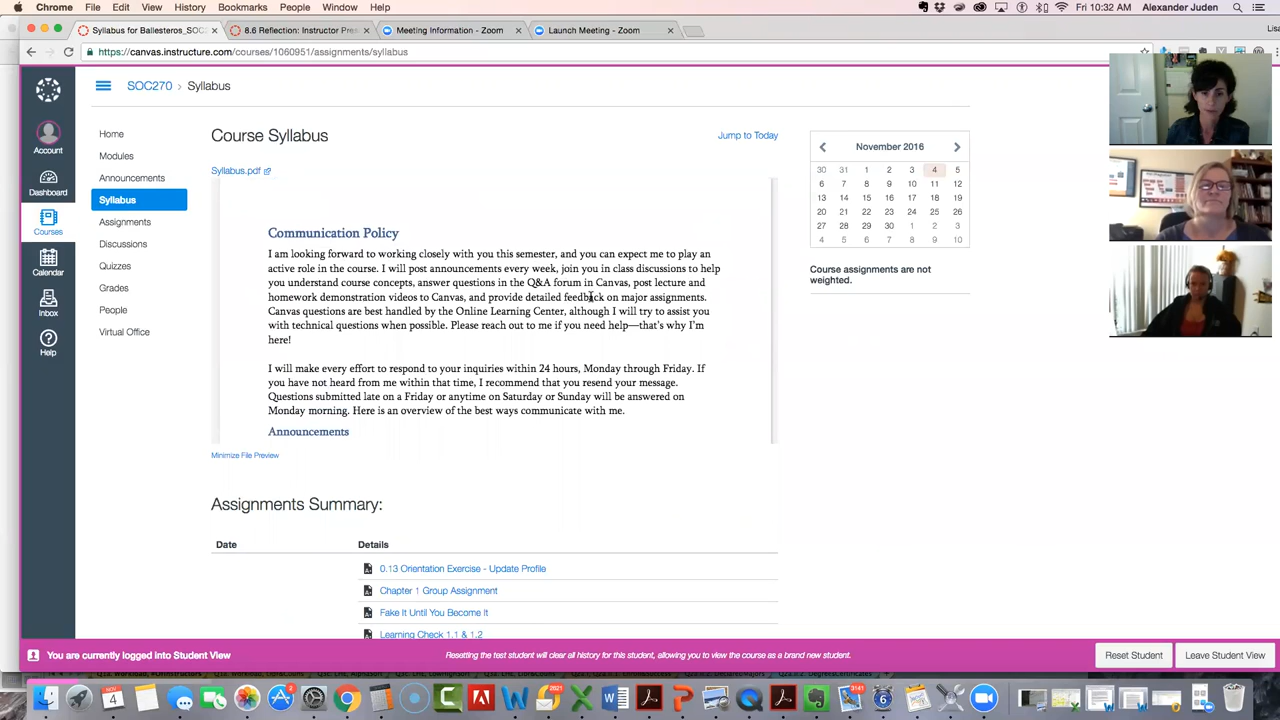 Chrome File Edit View History Bookmarks People Window Help
Fri 10:32 AM Alexander Juden
Syllabus for Ballesteros_SOC2
8.6 Reflection: Instructor Pres
Meeting Information - Zoom
Launch Meeting - Zoom
Lisa
https://canvas.instructure.com/courses/1060951/assignments/syllabus
SOC270 › Syllabus
Account
Dashboard
Courses
Calendar
Inbox
Help
Home
Modules
Announcements
Syllabus
Assignments
Discussions
Quizzes
Grades
People
Virtual Office
Course Syllabus
Jump to Today
Syllabus.pdf
Communication Policy
I am looking forward to working closely with you this semester, and you can expect me to play an
active role in the course. I will post announcements every week, join you in class discussions to help
you understand course concepts, answer questions in the Q&A forum in Canvas, post lecture and
homework demonstration videos to Canvas, and provide detailed feedback on major assignments.
Canvas questions are best handled by the Online Learning Center, although I will try to assist you
with technical questions when possible. Please reach out to me if you need help—that's why I'm
here!
I will make every effort to respond to your inquiries within 24 hours, Monday through Friday. If
you have not heard from me within that time, I recommend that you resend your message.
Questions submitted late on a Friday or anytime on Saturday or Sunday will be answered on
Monday morning. Here is an overview of the best ways communicate with me.
Announcements
Minimize File Preview
Assignments Summary:
Date Details
0.13 Orientation Exercise - Update Profile
Chapter 1 Group Assignment
Fake It Until You Become It
Learning Check 1.1 & 1.2
November 2016
30 31 1 2 3 4 5
6 7 8 9 10 11 12
13 14 15 16 17 18 19
20 21 22 23 24 25 26
27 28 29 30 1 2 3
4 5 6 7 8 9 10
Course assignments are not
weighted.
You are currently logged into Student View
Resetting the test student will clear all history for this student, allowing you to view the course as a brand new student.
Reset Student
Leave Student View